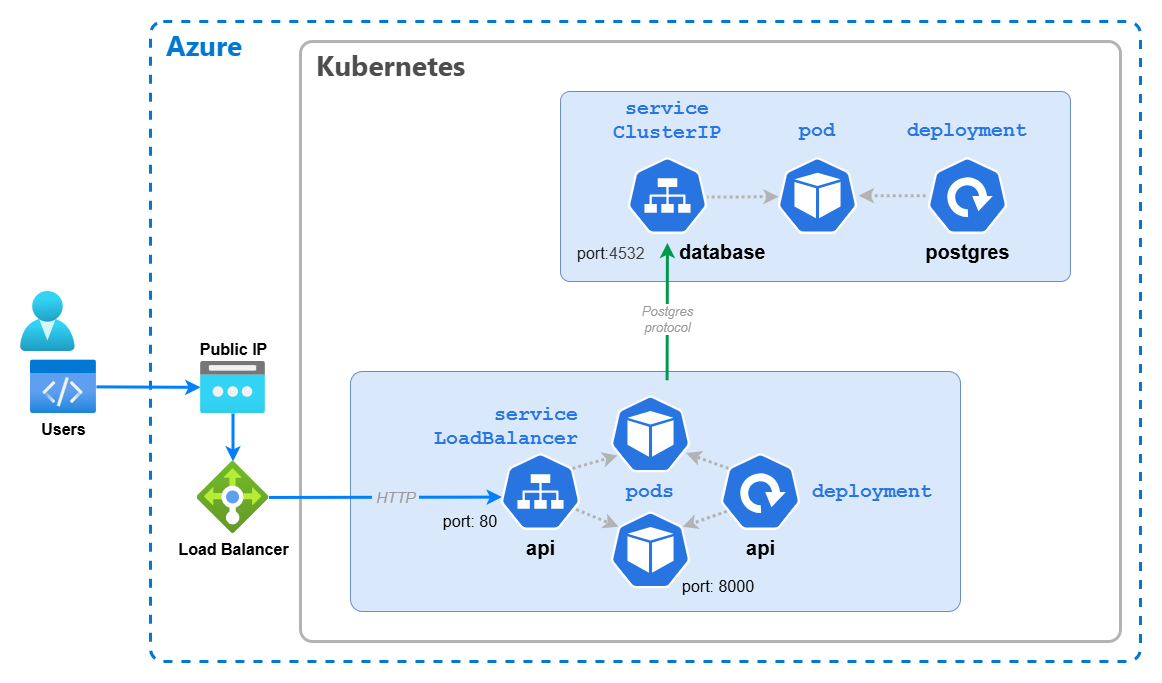 Azure
Kubernetes
service
ClusterIP
pod
deployment
port:4532
database
postgres
Postgres
protocol
Public IP
Users
service
LoadBalancer
HTTP
pods
deployment
port: 80
Load Balancer
api
api
port: 8000